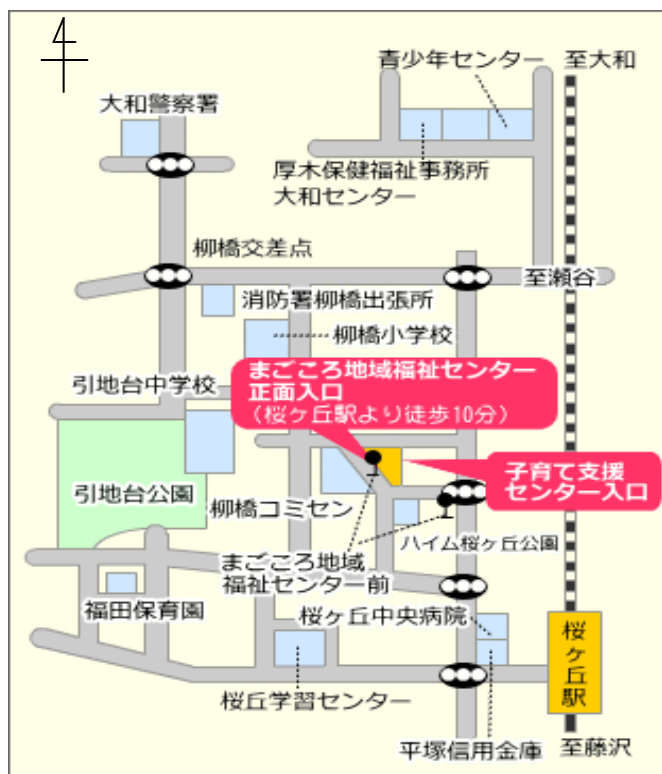 青少年センター
至大和
大和警察署
厚木保健福祉事務所
大和センター
柳橋交差点
至瀬谷
消防署柳橋出張所
柳橋小学校
まごころ地域福祉センター
正面入口
（桜ヶ丘駅より徒歩10分）
引地台中学校
子育て支援
センター入口
引地台公園
柳橋コミセン
ハイム桜ヶ丘公園
まごころ地域
福祉センター前
福田保育園
桜ヶ丘中央病院
桜ヶ丘駅
桜丘学習センター
平塚信用金庫
至藤沢